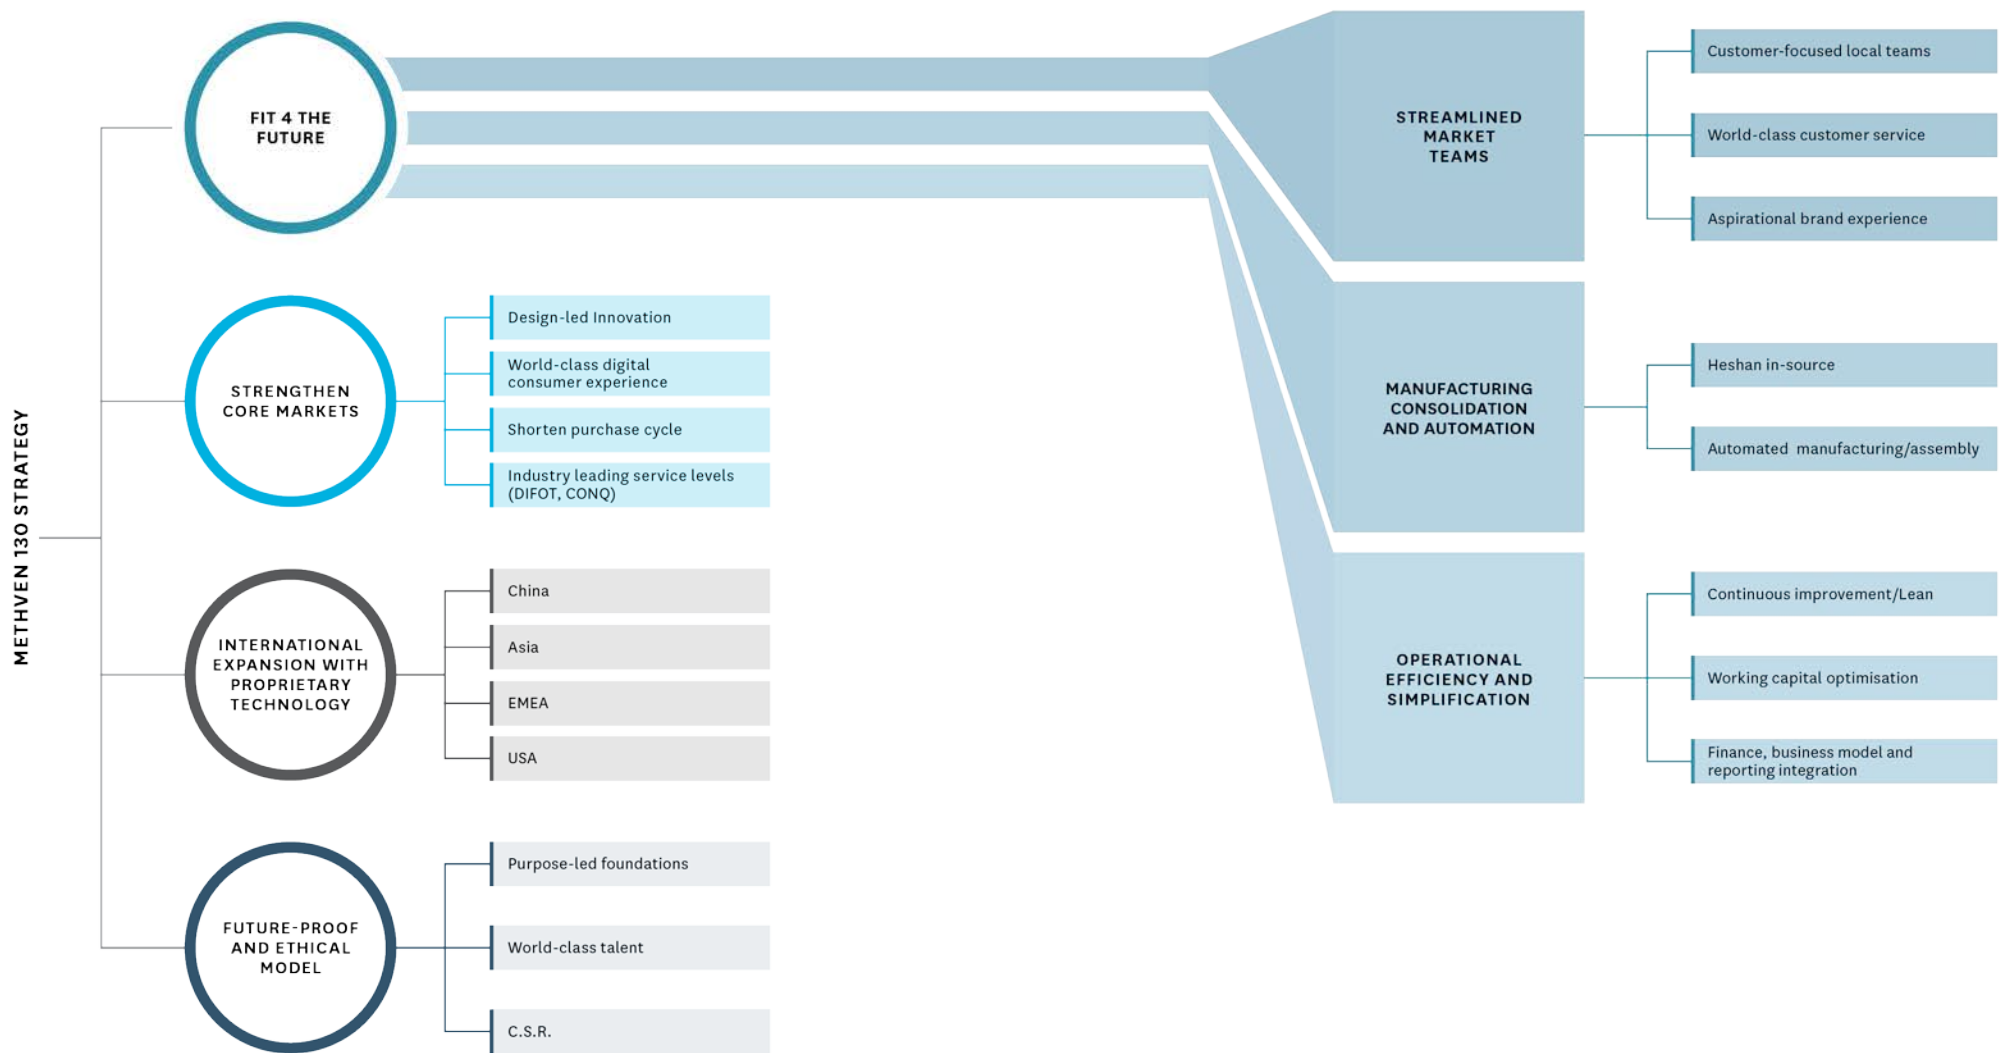 METHVEN 130 STRATEGY
FIT 4 THE
FUTURE
STREAMLINED
MARKET
TEAMS
Customer-focused local teams
World-class customer service
Aspirational brand experience
MANUFACTURING
CONSOLIDATION
AND AUTOMATION
Heshan in-source
Automated manufacturing/assembly
OPERATIONAL
EFFICIENCY AND
SIMPLIFICATION
Continuous improvement/Lean
Working capital optimisation
Finance, business model and
reporting integration
STRENGTHEN
CORE MARKETS
Design-led Innovation
World-class digital
consumer experience
Shorten purchase cycle
Industry leading service levels
(DIFOT, CONQ)
INTERNATIONAL
EXPANSION WITH
PROPRIETARY
TECHNOLOGY
China
Asia
EMEA
USA
FUTURE-PROOF
AND ETHICAL
MODEL
Purpose-led foundations
World-class talent
C.S.R.